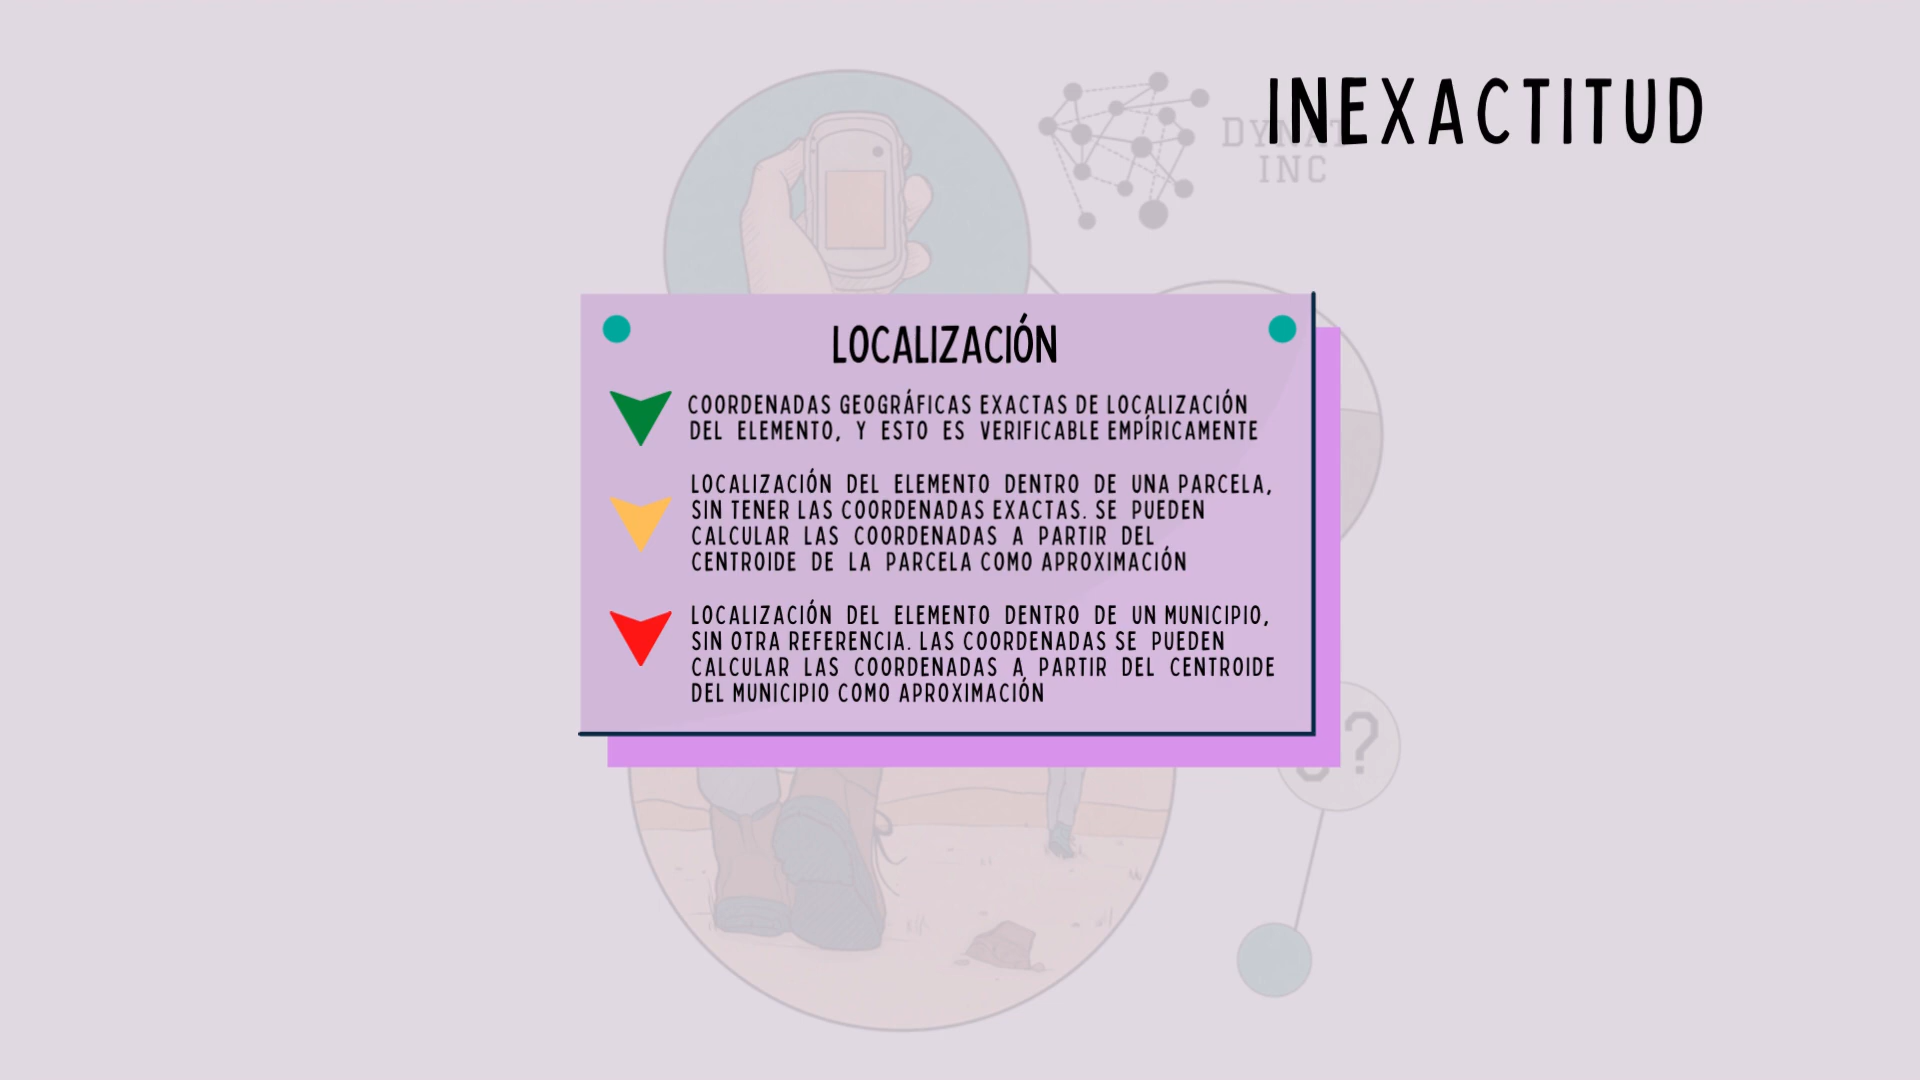 INEXACTITUD
INC
LOCALIZACIÓN
COORDENADAS GEOGRÁFICAS EXACTAS DE LOCALIZACIÓN
DEL ELEMENTO, Y ESTO ES VERIFICABLE EMPÍRICAMENTE
LOCALIZACIÓN DEL ELEMENTO DENTRO DE UNA PARCELA,
SIN TENER LAS COORDENADAS EXACTAS. SE PUEDEN
CALCULAR LAS COORDENADAS A PARTIR DEL
CENTROIDE DE LA PARCELA COMO APROXIMACIÓN
LOCALIZACIÓN DEL ELEMENTO DENTRO DE UN MUNICIPIO,
SIN OTRA REFERENCIA. LAS COORDENADAS SE PUEDEN
CALCULAR LAS COORDENADAS A PARTIR DEL CENTROIDE
DEL MUNICIPIO COMO APROXIMACIÓN
?